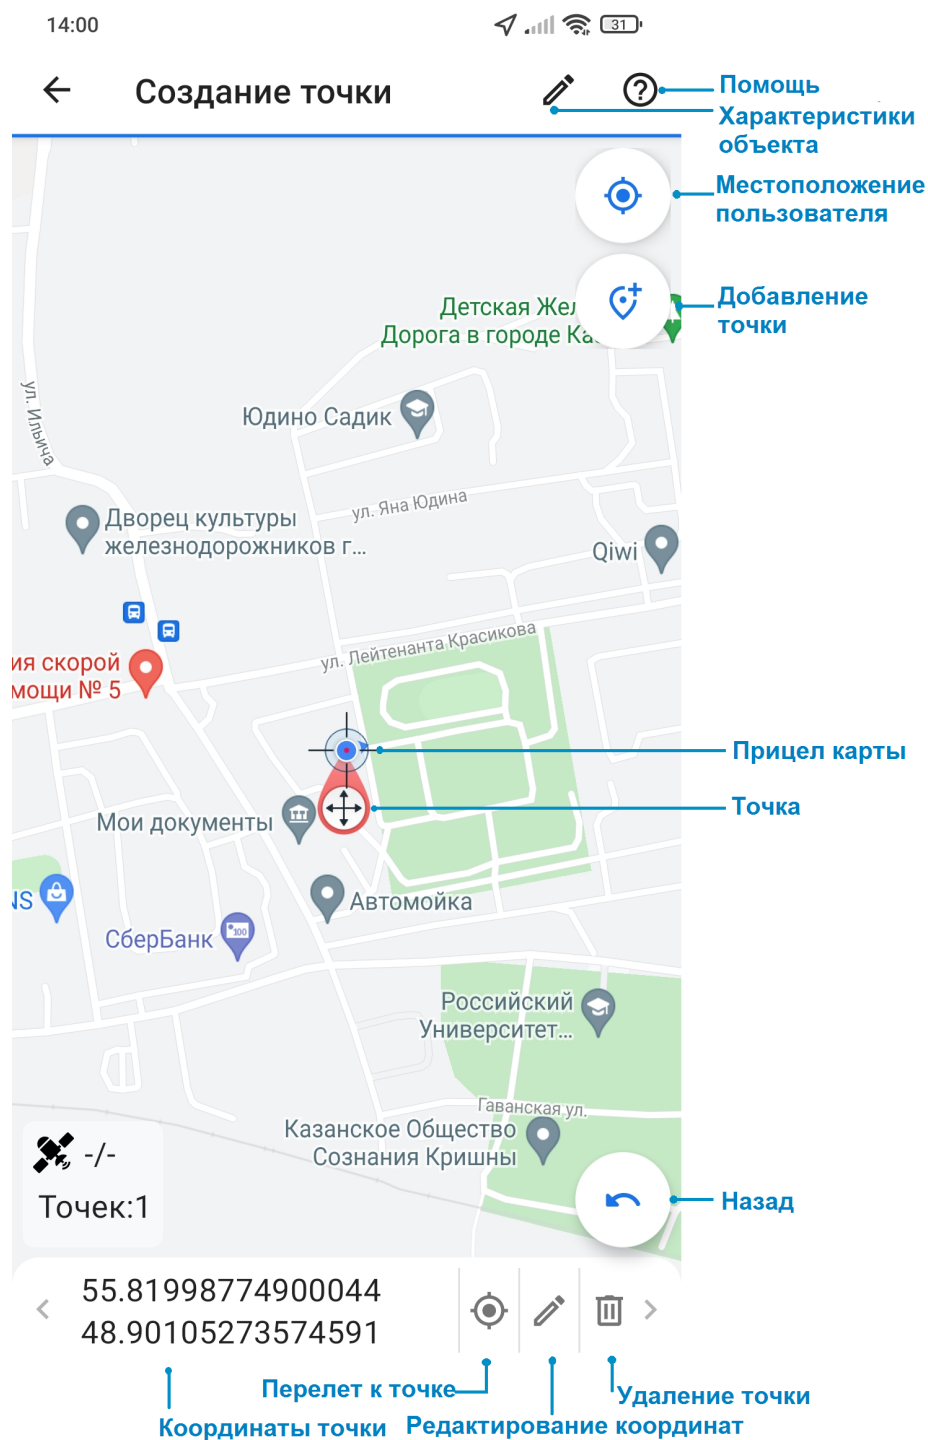 14:00
31
Создание точки
Помощь
Характеристики
объекта
Местоположение
пользователя
Добавление
точки
Детская Жел
Дорога в городе Ка...
ул. Ильича
Юдино Садик
ул. Яна Юдина
Дворец культуры
железнодорожников г...
Qiwi
ул. Лейтенанта Красикова
ия скорой
мощи № 5
Прицел карты
Точка
Мои документы
NS
Автомойка
СберБанк
100
Российский
Университет...
Гаванская ул.
Казанское Общество
Сознания Кришны
-/-
Точек:1
Назад
55.81998774900044
48.90105273574591
Перелет к точке
Удаление точки
Координаты точки
Редактирование координат